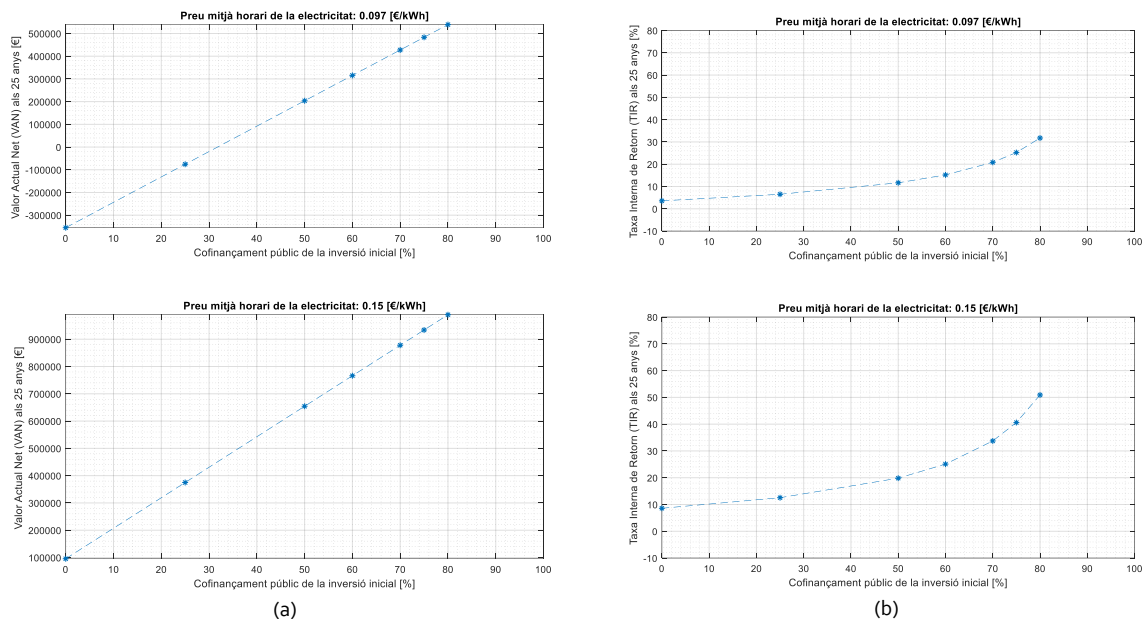 Preu mitjà horari de la electricitat: 0.097 [€/kWh]
Valor Actual Net (VAN) als 25 anys [€]
500000
400000
300000
200000
100000
0
-100000
-200000
-300000
0 10 20 30 40 50 60 70 80 90 100
Cofinançament públic de la inversió inicial [%]
Preu mitjà horari de la electricitat: 0.15 [€/kWh]
Valor Actual Net (VAN) als 25 anys [€]
900000
800000
700000
600000
500000
400000
300000
200000
100000
0 10 20 30 40 50 60 70 80 90 100
Cofinançament públic de la inversió inicial [%]
(a)
Preu mitjà horari de la electricitat: 0.097 [€/kWh]
Taxa Interna de Retorn (TIR) als 25 anys [%]
80
70
60
50
40
30
20
10
0
-10
0 10 20 30 40 50 60 70 80 90 100
Cofinançament públic de la inversió inicial [%]
Preu mitjà horari de la electricitat: 0.15 [€/kWh]
Taxa Interna de Retorn (TIR) als 25 anys [%]
80
70
60
50
40
30
20
10
0
-10
0 10 20 30 40 50 60 70 80 90 100
Cofinançament públic de la inversió inicial [%]
(b)